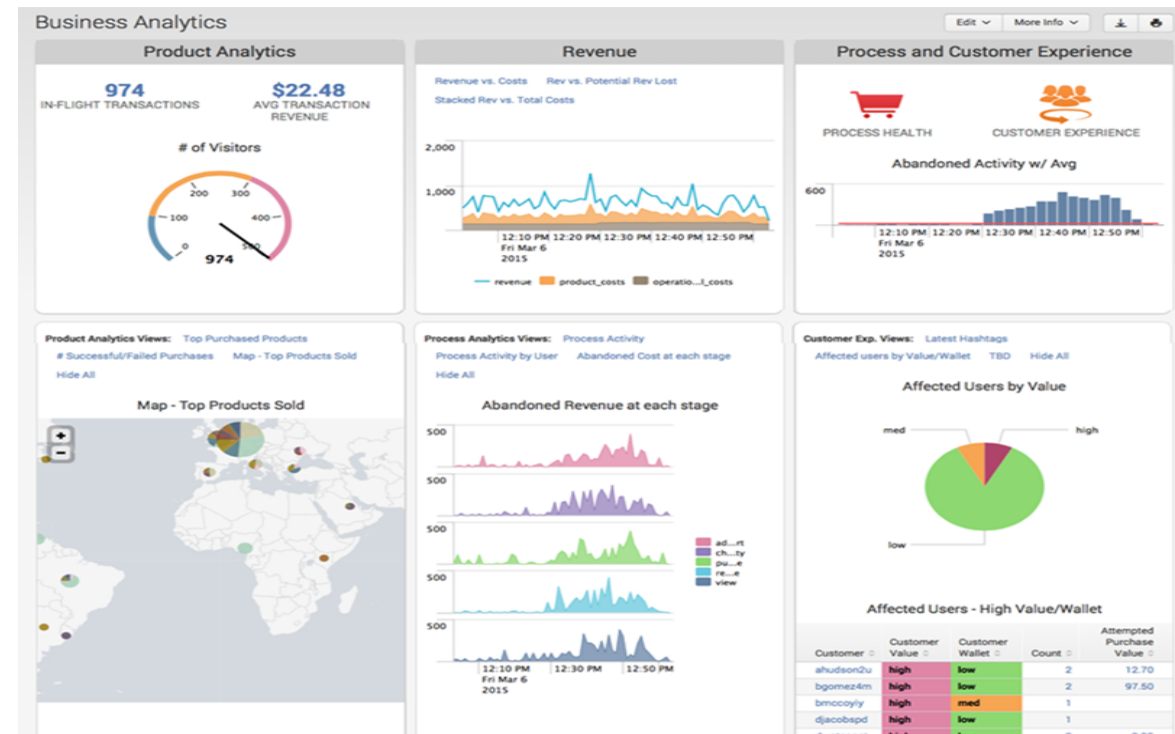 Business Analytics
Edit
More Info
Product Analytics
974
IN-FLIGHT TRANSACTIONS
$22.48
AVG TRANSACTION
REVENUE
# of Visitors
0
100
200
300
400
500
974
Revenue
Revenue vs. Costs
Rev vs. Potential Rev Lost
Stacked Rev vs. Total Costs
2,000
1,000
12:10 PM 12:20 PM 12:30 PM 12:40 PM 12:50 PM
Fri Mar 6
2015
revenue product_costs operatio...l_costs
Process and Customer Experience
PROCESS HEALTH
CUSTOMER EXPERIENCE
Abandoned Activity w/ Avg
600
12:10 PM 12:20 PM 12:30 PM 12:40 PM 12:50 PM
Fri Mar 6
2015
Product Analytics Views: Top Purchased Products
# Successful/Failed Purchases Map - Top Products Sold
Hide All
Map - Top Products Sold
+
−
Process Analytics Views: Process Activity
Process Activity by User Abandoned Cost at each stage
Hide All
Abandoned Revenue at each stage
500
500
500
500
500
ad...rt
ch...ty
pu...e
re...e
view
12:10 PM 12:30 PM 12:50 PM
Fri Mar 6
2015
Customer Exp. Views: Latest Hashtags
Affected users by Value/Wallet TBD Hide All
Affected Users by Value
med
high
low
Affected Users - High Value/Wallet
Customer Customer Value Customer Wallet Count Attempted Purchase Value
ahudson2u high low 2 12.70
bgomez4m high low 2 97.50
bmccoyiy high med 1
djacobspd high low 1